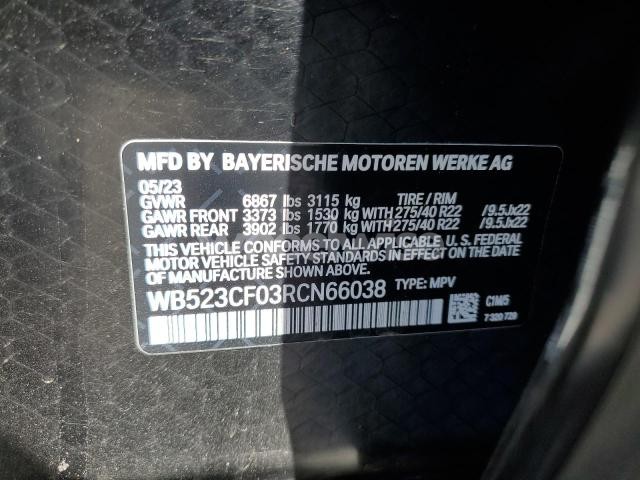 MFD BY BAYERISCHE MOTOREN WERKE AG
05/23
GVWR 6867 lbs 3115 kg TIRE / RIM
GAWR FRONT 3373 lbs 1530 kg WITH 275/40 R22 /9.5Jx22
GAWR REAR 3902 lbs 1770 kg WITH 275/40 R22 /9.5Jx22
THIS VEHICLE CONFORMS TO ALL APPLICABLE U.S. FEDERAL
MOTOR VEHICLE SAFETY STANDARDS IN EFFECT ON THE DATE
OF MANUFACTURE SHOWN ABOVE.
WB523CF03RCN66038 TYPE: MPV
C1M5
7 320 729